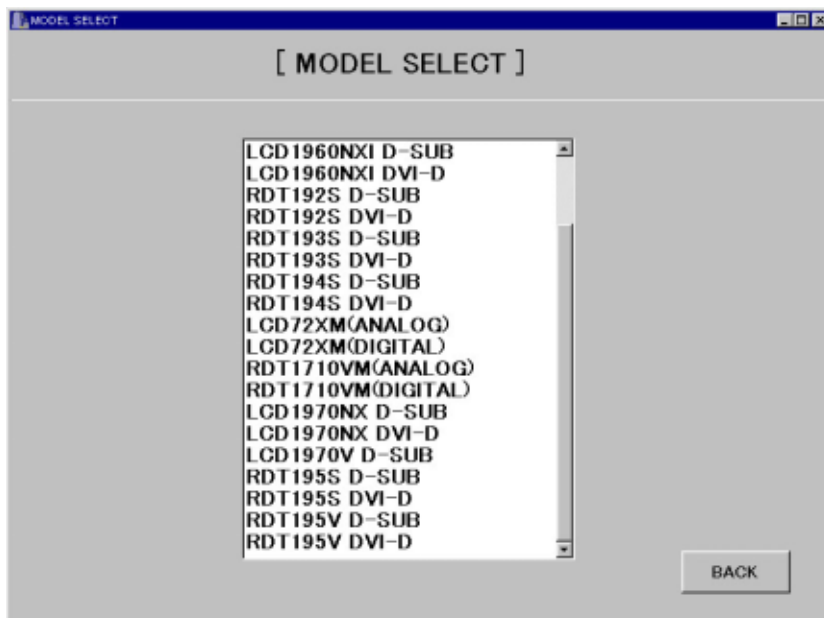 MODEL SELECT
[ MODEL SELECT ]
LCD1960NXI D-SUB
LCD1960NXI DVI-D
RDT192S D-SUB
RDT192S DVI-D
RDT193S D-SUB
RDT193S DVI-D
RDT194S D-SUB
RDT194S DVI-D
LCD72XM(ANALOG)
LCD72XM(DIGITAL)
RDT1710VM(ANALOG)
RDT1710VM(DIGITAL)
LCD1970NX D-SUB
LCD1970NX DVI-D
LCD1970V D-SUB
RDT195S D-SUB
RDT195S DVI-D
RDT195V D-SUB
RDT195V DVI-D
BACK